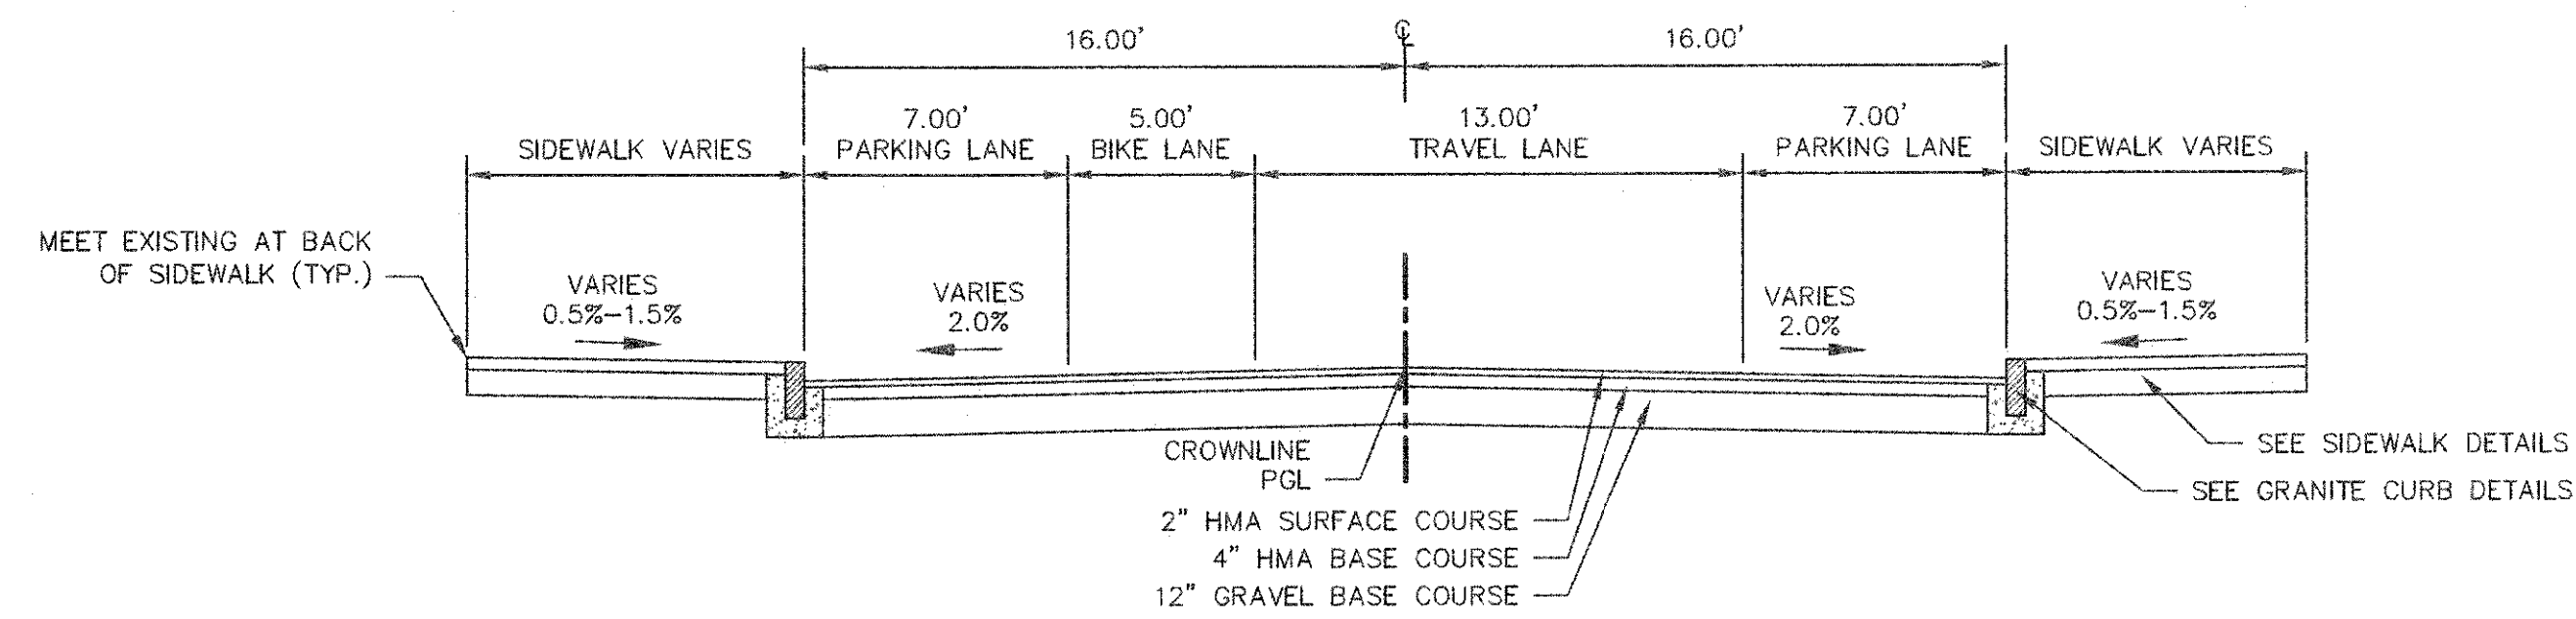 16.00'
℄
16.00'
7.00'
5.00'
13.00'
7.00'
SIDEWALK VARIES
PARKING LANE
BIKE LANE
TRAVEL LANE
PARKING LANE
SIDEWALK VARIES
MEET EXISTING AT BACK
OF SIDEWALK (TYP.)
VARIES
0.5%-1.5%
VARIES
2.0%
VARIES
2.0%
VARIES
0.5%-1.5%
CROWNLINE
PGL
2" HMA SURFACE COURSE
4" HMA BASE COURSE
12" GRAVEL BASE COURSE
SEE SIDEWALK DETAILS
SEE GRANITE CURB DETAILS